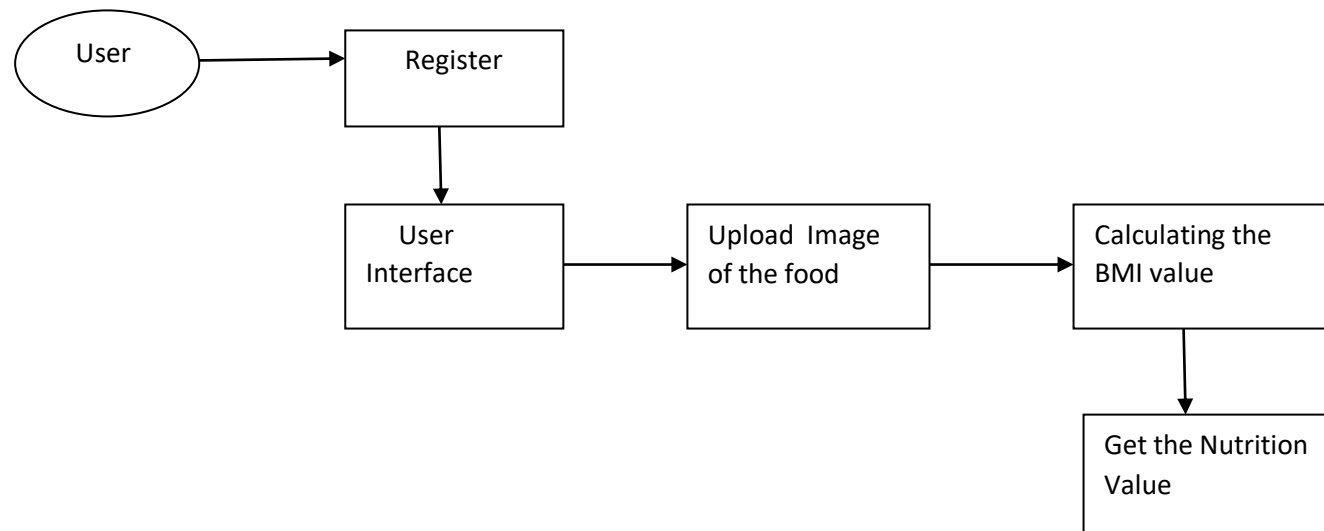 User
Register
User
Interface
Upload Image
of the food
Calculating the
BMI value
Get the Nutrition
Value